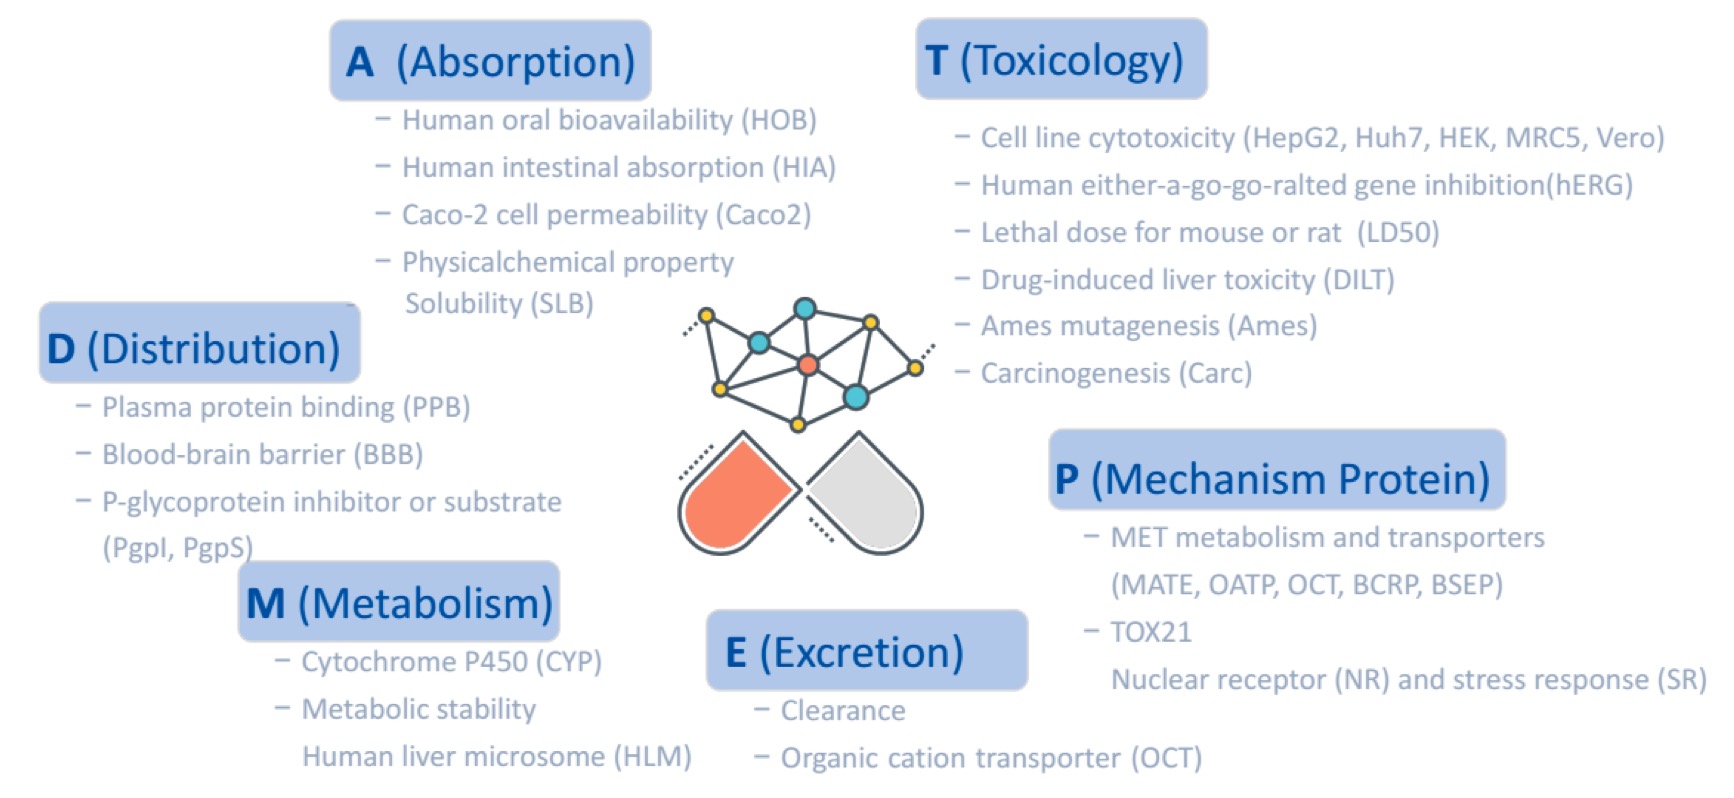 A (Absorption)
– Human oral bioavailability (HOB)
– Human intestinal absorption (HIA)
– Caco-2 cell permeability (Caco2)
– Physicalchemical property
Solubility (SLB)
D (Distribution)
– Plasma protein binding (PPB)
– Blood-brain barrier (BBB)
– P-glycoprotein inhibitor or substrate
(PgpI, PgpS)
M (Metabolism)
– Cytochrome P450 (CYP)
– Metabolic stability
Human liver microsome (HLM)
E (Excretion)
– Clearance
– Organic cation transporter (OCT)
T (Toxicology)
– Cell line cytotoxicity (HepG2, Huh7, HEK, MRC5, Vero)
– Human either-a-go-go-ralted gene inhibition(hERG)
– Lethal dose for mouse or rat (LD50)
– Drug-induced liver toxicity (DILT)
– Ames mutagenesis (Ames)
– Carcinogenesis (Carc)
P (Mechanism Protein)
– MET metabolism and transporters
(MATE, OATP, OCT, BCRP, BSEP)
– TOX21
Nuclear receptor (NR) and stress response (SR)